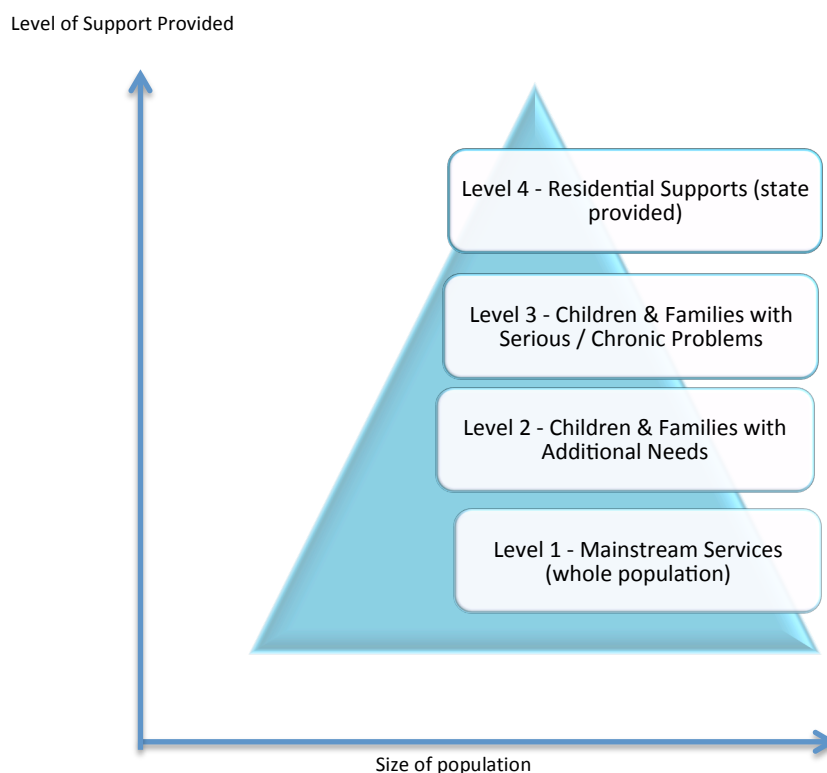 Level of Support Provided
Level 4 - Residential Supports (state
provided)
Level 3 - Children & Families with
Serious / Chronic Problems
Level 2 - Children & Families with
Additional Needs
Level 1 - Mainstream Services
(whole population)
Size of population